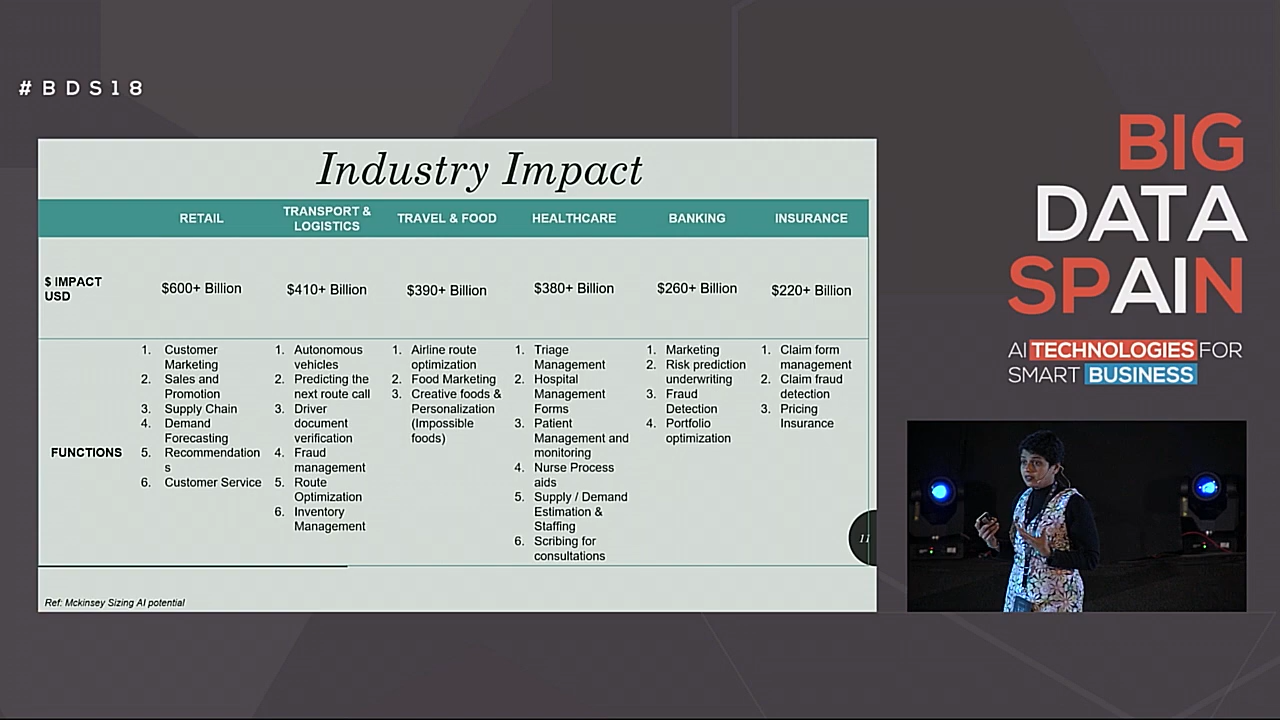 #BDS18
Industry Impact
RETAIL
TRANSPORT &
LOGISTICS
TRAVEL & FOOD
HEALTHCARE
BANKING
INSURANCE
$ IMPACT
USD
$600+ Billion
$410+ Billion
$390+ Billion
$380+ Billion
$260+ Billion
$220+ Billion
FUNCTIONS
1. Customer
Marketing
2. Sales and
Promotion
3. Supply Chain
4. Demand
Forecasting
5. Recommendation
s
6. Customer Service
1. Autonomous
vehicles
2. Predicting the
next route call
3. Driver
document
verification
4. Fraud
management
5. Route
Optimization
6. Inventory
Management
1. Airline route
optimization
2. Food Marketing
3. Creative foods &
Personalization
(Impossible
foods)
1. Triage
Management
2. Hospital
Management
Forms
3. Patient
Management and
monitoring
4. Nurse Process
aids
5. Supply / Demand
Estimation &
Staffing
6. Scribing for
consultations
1. Marketing
2. Risk prediction
underwriting
3. Fraud
Detection
4. Portfolio
optimization
1. Claim form
management
2. Claim fraud
detection
3. Pricing
Insurance
11
Ref: Mckinsey Sizing AI potential
BIG
DATA
SPAIN
AI TECHNOLOGIES FOR
SMART BUSINESS